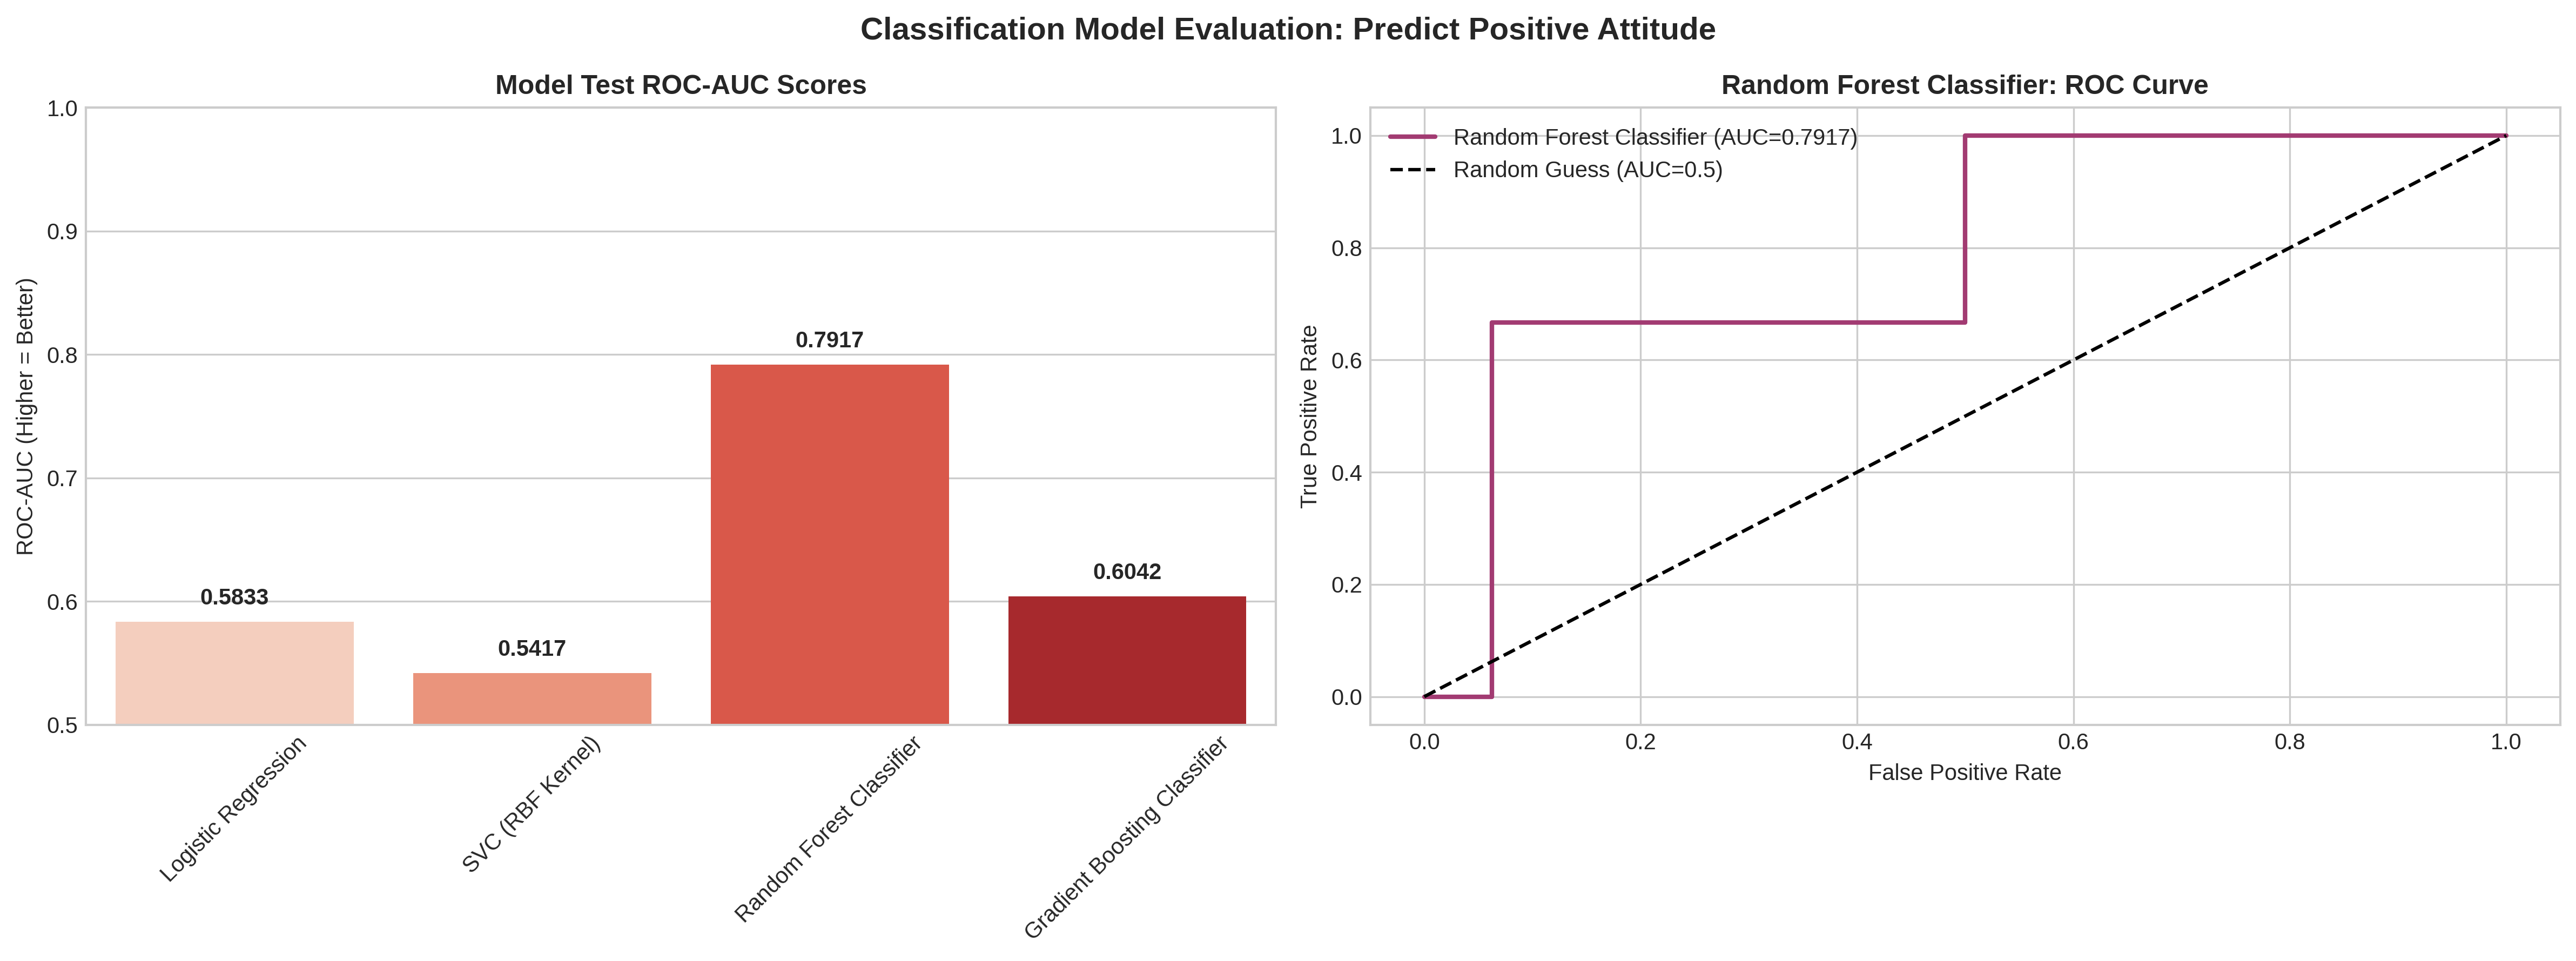 Classification Model Evaluation: Predict Positive Attitude
Model Test ROC-AUC Scores
ROC-AUC (Higher = Better)
1.0
0.9
0.8
0.7
0.6
0.5
0.5833
0.5417
0.7917
0.6042
Logistic Regression
SVC (RBF Kernel)
Random Forest Classifier
Gradient Boosting Classifier
Random Forest Classifier: ROC Curve
Random Forest Classifier (AUC=0.7917)
Random Guess (AUC=0.5)
True Positive Rate
1.0
0.8
0.6
0.4
0.2
0.0
0.0
0.2
0.4
0.6
0.8
1.0
False Positive Rate